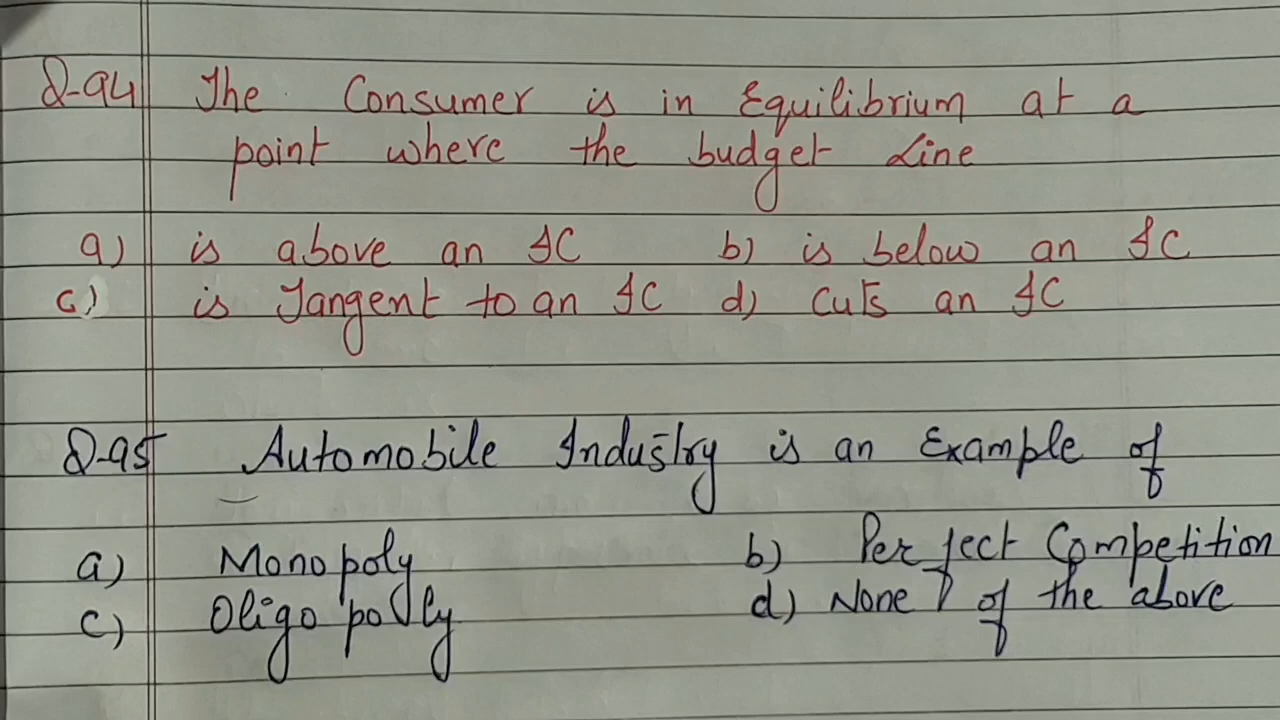 Q-94 The Consumer is in Equilibrium at a
point where the budget Line
a) is above an IC b) is below an IC
c) is Tangent to an IC d) Cuts an IC
Q-95 Automobile Industry is an Example of
a) Monopoly b) Perfect Competition
c) Oligopolly d) None of the above